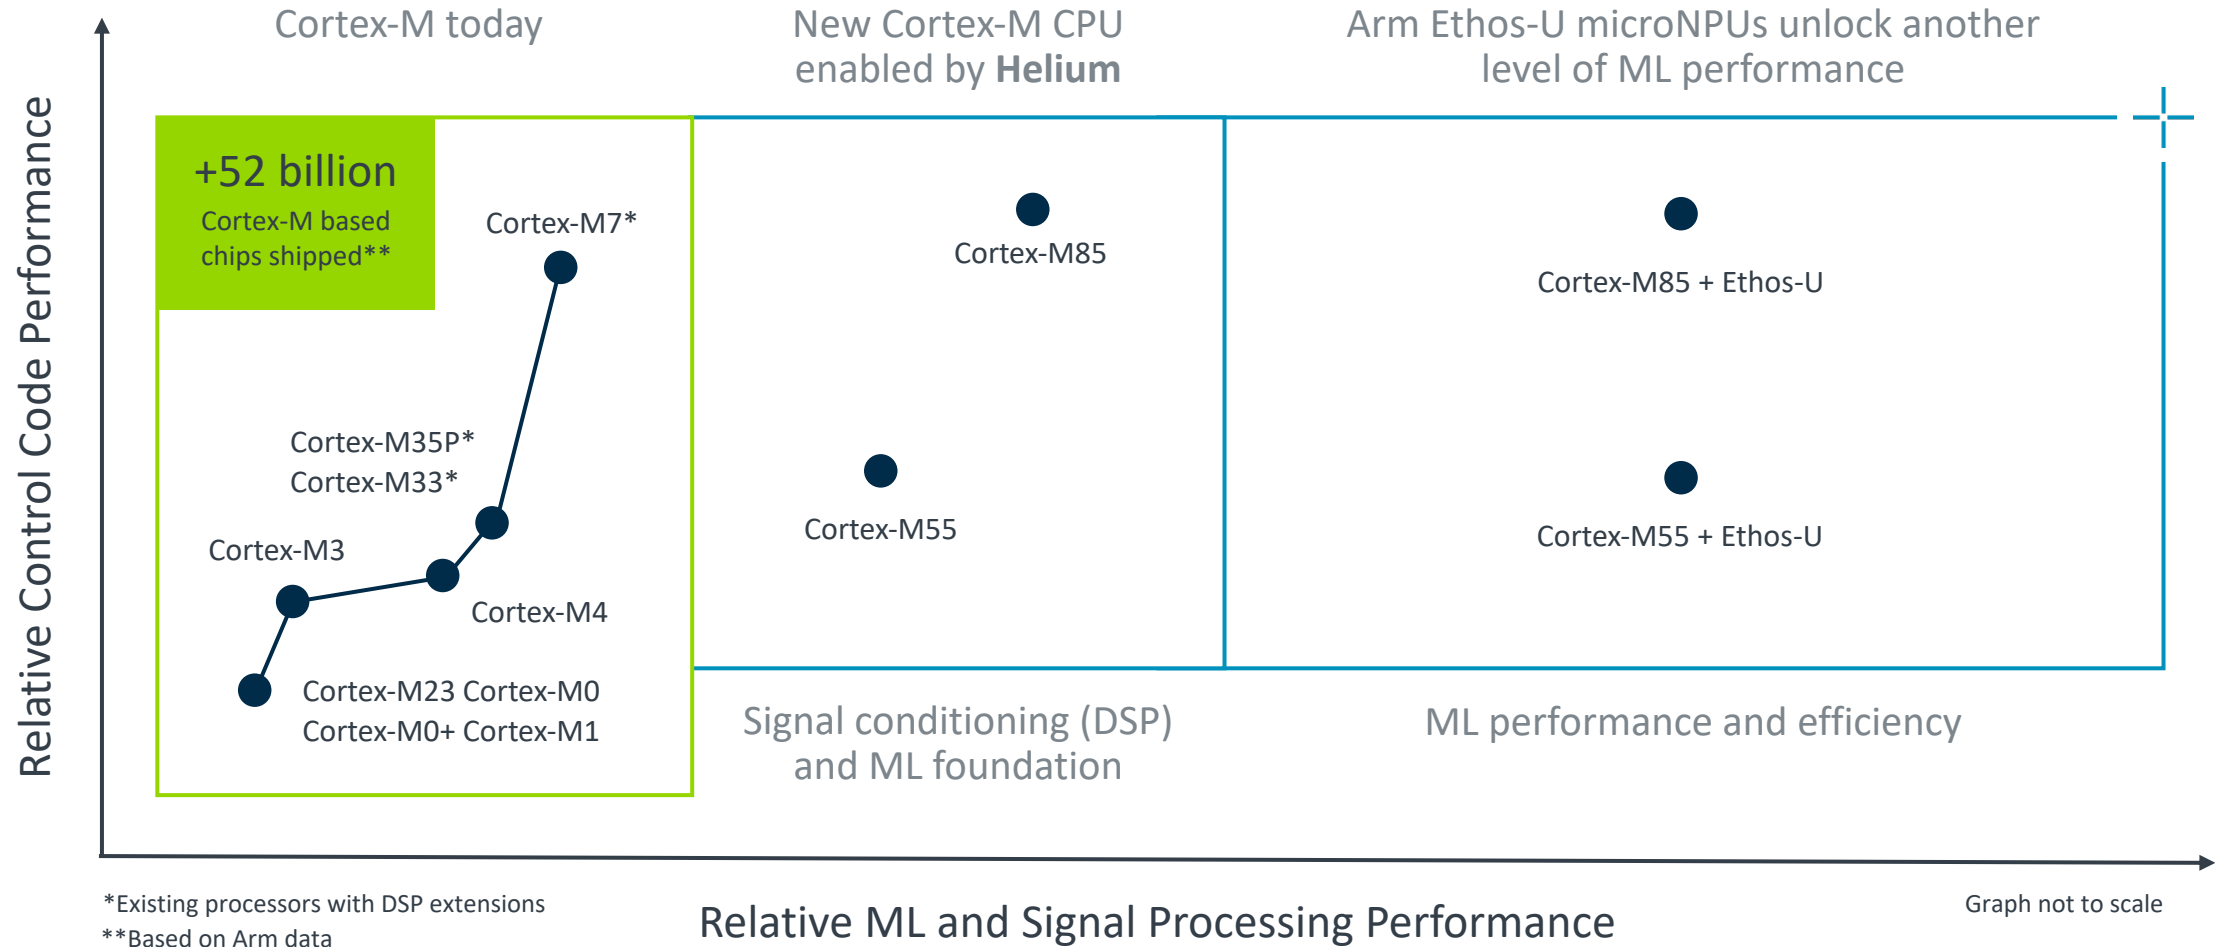 Cortex-M today
New Cortex-M CPU
enabled by Helium
Arm Ethos-U microNPUs unlock another
level of ML performance
Relative Control Code Performance
+52 billion
Cortex-M based
chips shipped**
Cortex-M7*
Cortex-M35P*
Cortex-M33*
Cortex-M3
Cortex-M4
Cortex-M23 Cortex-M0
Cortex-M0+ Cortex-M1
Cortex-M85
Cortex-M55
Signal conditioning (DSP)
and ML foundation
Cortex-M85 + Ethos-U
Cortex-M55 + Ethos-U
ML performance and efficiency
*Existing processors with DSP extensions
**Based on Arm data
Relative ML and Signal Processing Performance
Graph not to scale